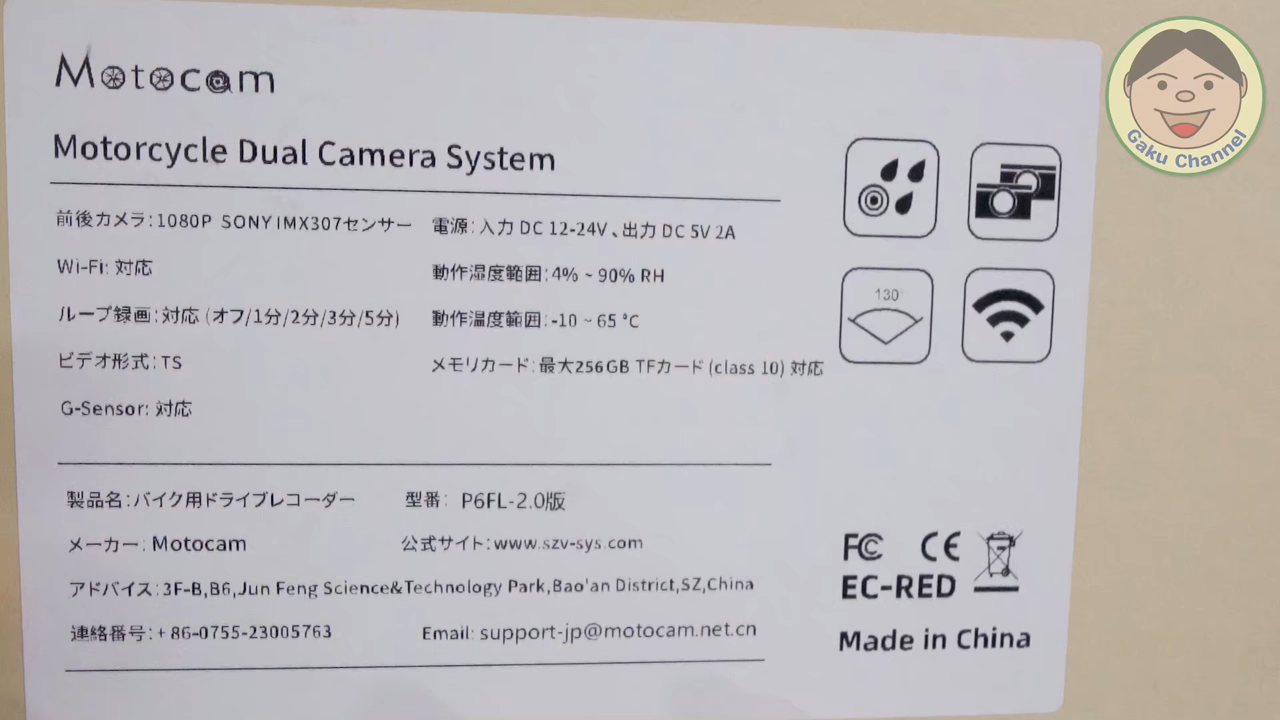 Motocam
Motorcycle Dual Camera System
前後カメラ:1080P SONY IMX307センサー
Wi-Fi: 対応
ループ録画:対応 (オフ/1分/2分/3分/5分)
ビデオ形式:TS
G-Sensor: 対応
電源:入力 DC 12-24V、出力 DC 5V 2A
動作湿度範囲:4% ~ 90% RH
動作温度範囲:-10 ~ 65 °C
メモリカード:最大256GB TFカード (class 10) 対応
130°
製品名:バイク用ドライブレコーダー 型番: P6FL-2.0版
メーカー: Motocam 公式サイト:www.szv-sys.com
アドバイス:3F-B,B6,Jun Feng Science&Technology Park,Bao'an District,SZ,China
連絡番号:+86-0755-23005763 Email: support-jp@motocam.net.cn
FC CE
EC-RED
Made in China
Gaku Channel